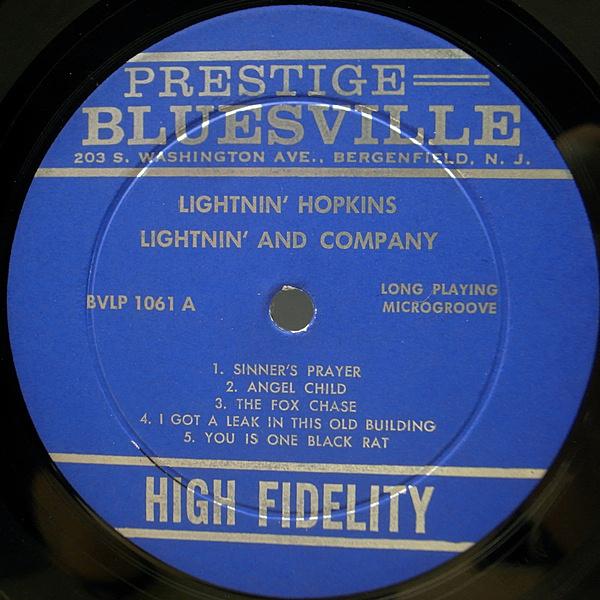 PRESTIGE
BLUESVILLE
203 S. WASHINGTON AVE., BERGENFIELD, N. J.
LIGHTNIN' HOPKINS
LIGHTNIN' AND COMPANY
BVLP 1061 A
LONG PLAYING
MICROGROOVE
1. SINNER'S PRAYER
2. ANGEL CHILD
3. THE FOX CHASE
4. I GOT A LEAK IN THIS OLD BUILDING
5. YOU IS ONE BLACK RAT
HIGH FIDELITY